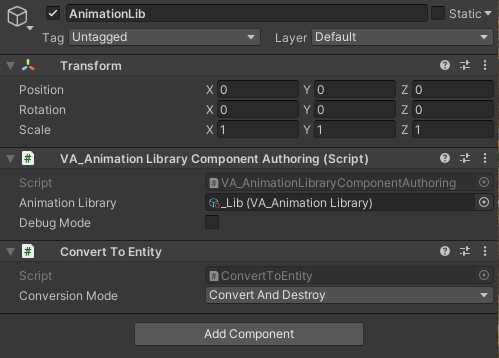 AnimationLib Static
Tag Untagged Layer Default
Transform
Position X 0 Y 0 Z 0
Rotation X 0 Y 0 Z 0
Scale X 1 Y 1 Z 1
# VA_Animation Library Component Authoring (Script)
Script # VA_AnimationLibraryComponentAuthoring
Animation Library _Lib (VA_Animation Library)
Debug Mode
# Convert To Entity
Script # ConvertToEntity
Conversion Mode Convert And Destroy
Add Component